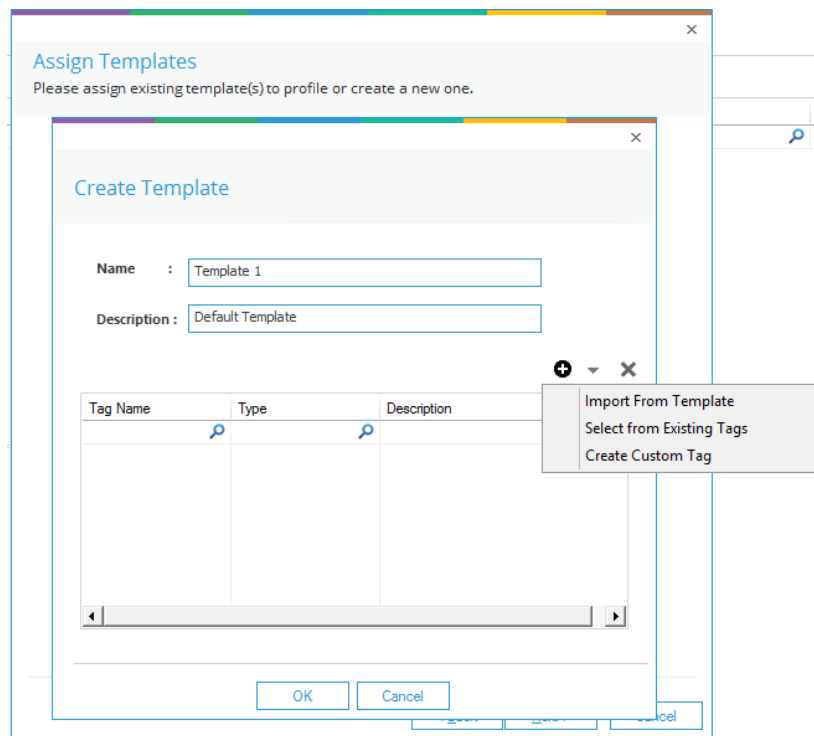 Assign Templates
Please assign existing template(s) to profile or create a new one.
Create Template
Name :
Template 1
Description :
Default Template
Import From Template
Select from Existing Tags
Create Custom Tag
Tag Name Type Description
OK Cancel